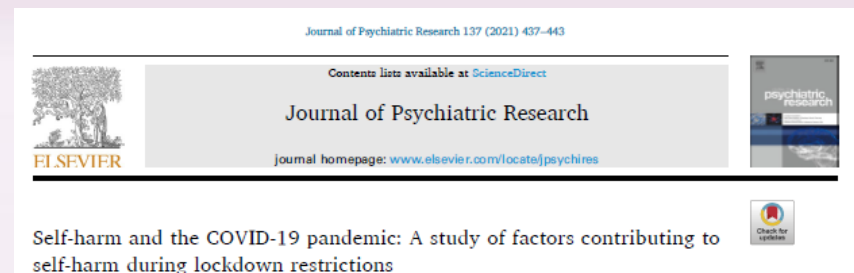 Journal of Psychiatric Research 137 (2021) 437–443
Contents lists available at ScienceDirect
Journal of Psychiatric Research
journal homepage: www.elsevier.com/locate/jpsychires
ELSEVIER
psychiatric
research
Check for
updates
Self-harm and the COVID-19 pandemic: A study of factors contributing to
self-harm during lockdown restrictions